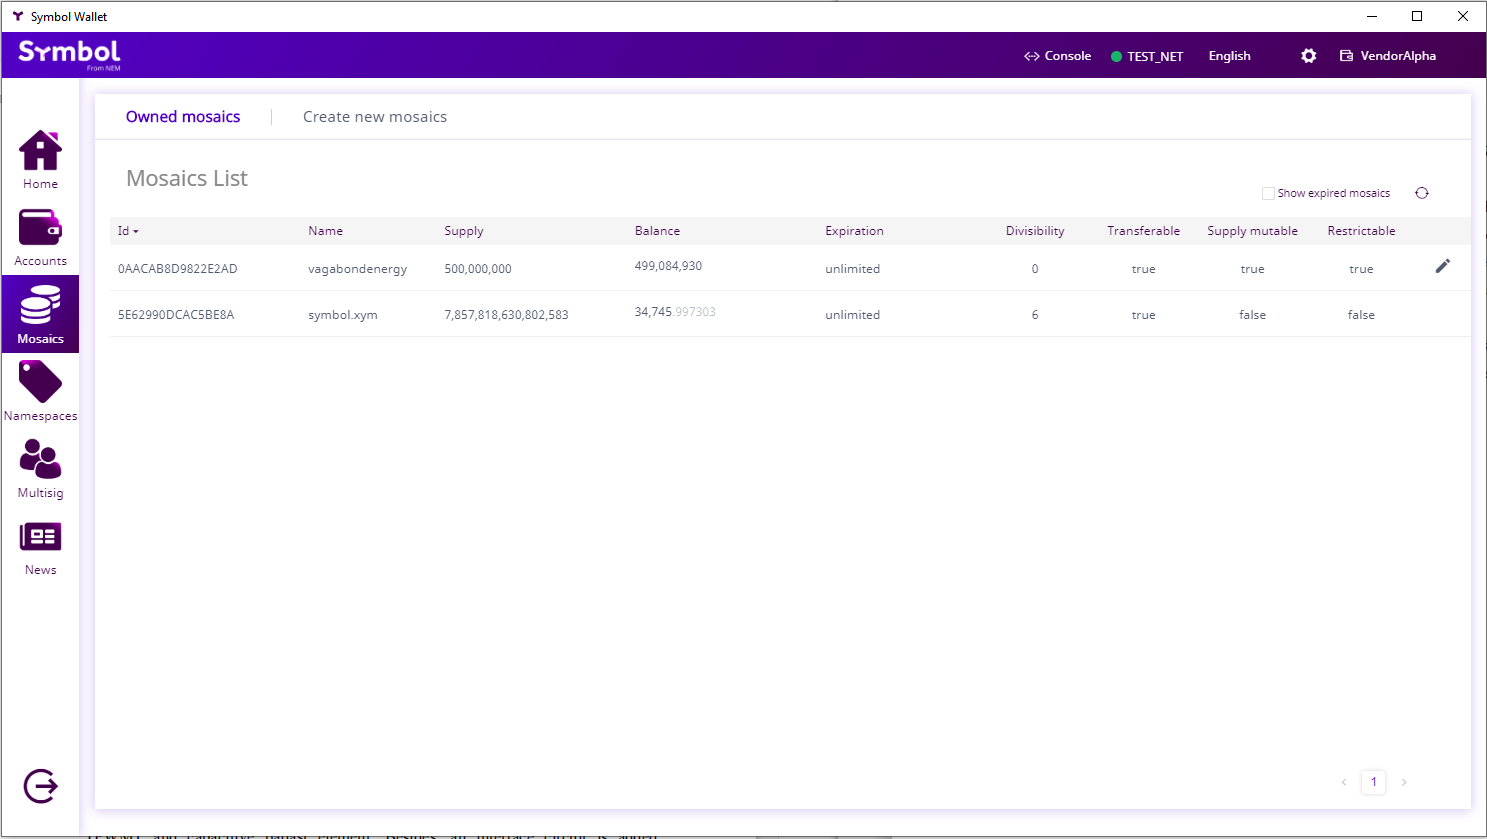 Symbol Wallet
Symbol
From NEM
Console TEST_NET English VendorAlpha
Owned mosaics Create new mosaics
Mosaics List
Show expired mosaics
Id Name Supply Balance Expiration Divisibility Transferable Supply mutable Restrictable
0AACAB8D9822E2AD vagabondenergy 500,000,000 499,084,930 unlimited 0 true true true
5E62990DCAC5BE8A symbol.xym 7,857,818,630,802,583 34,745.997303 unlimited 6 true false false
Home
Accounts
Mosaics
Namespaces
Multisig
News
1